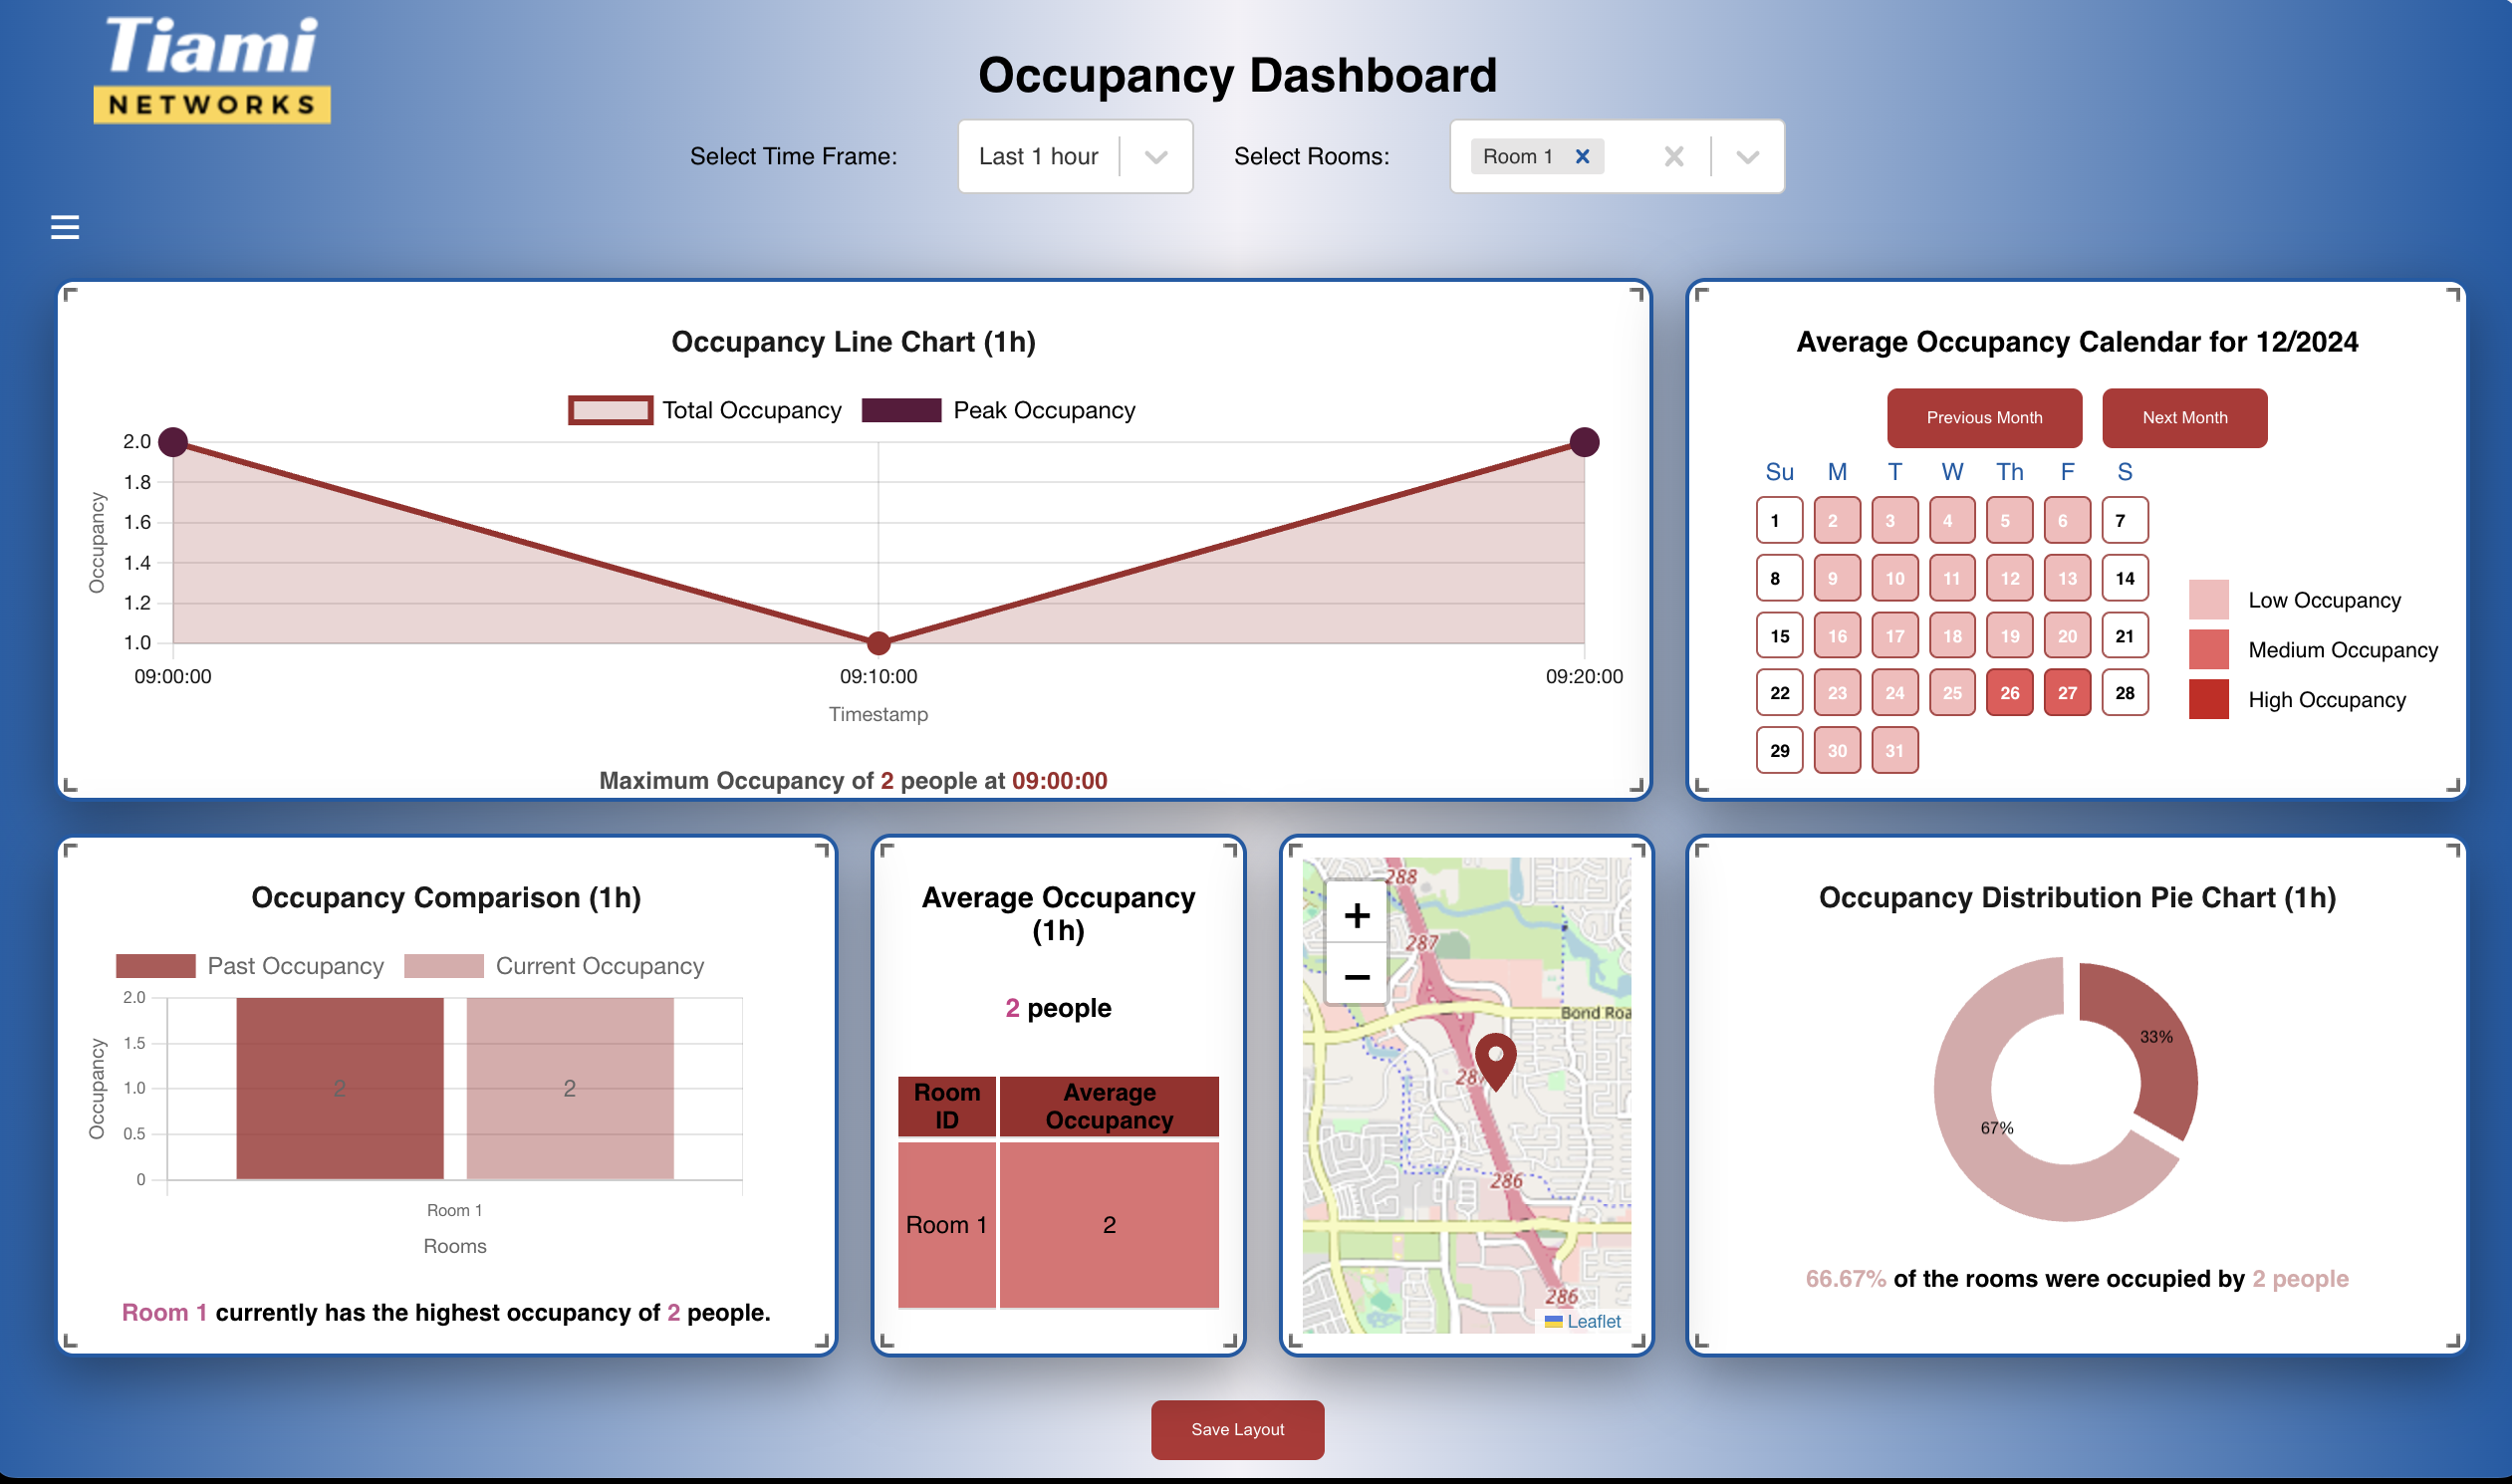 Tiami
NETWORKS
Occupancy Dashboard
Select Time Frame:
Last 1 hour
Select Rooms:
Room 1
Occupancy Line Chart (1h)
Total Occupancy
Peak Occupancy
Occupancy
2.0
1.8
1.6
1.4
1.2
1.0
09:00:00
09:10:00
09:20:00
Timestamp
Maximum Occupancy of 2 people at 09:00:00
Average Occupancy Calendar for 12/2024
Previous Month
Next Month
Su M T W Th F S
1 2 3 4 5 6 7
8 9 10 11 12 13 14
15 16 17 18 19 20 21
22 23 24 25 26 27 28
29 30 31
Low Occupancy
Medium Occupancy
High Occupancy
Occupancy Comparison (1h)
Past Occupancy
Current Occupancy
Occupancy
2.0
1.5
1.0
0.5
0
2
2
Room 1
Rooms
Room 1 currently has the highest occupancy of 2 people.
Average Occupancy
(1h)
2 people
Room
ID
Average
Occupancy
Room 1
2
+
−
288
287
Bond Roa
287
286
286
Leaflet
Occupancy Distribution Pie Chart (1h)
33%
67%
66.67% of the rooms were occupied by 2 people
Save Layout